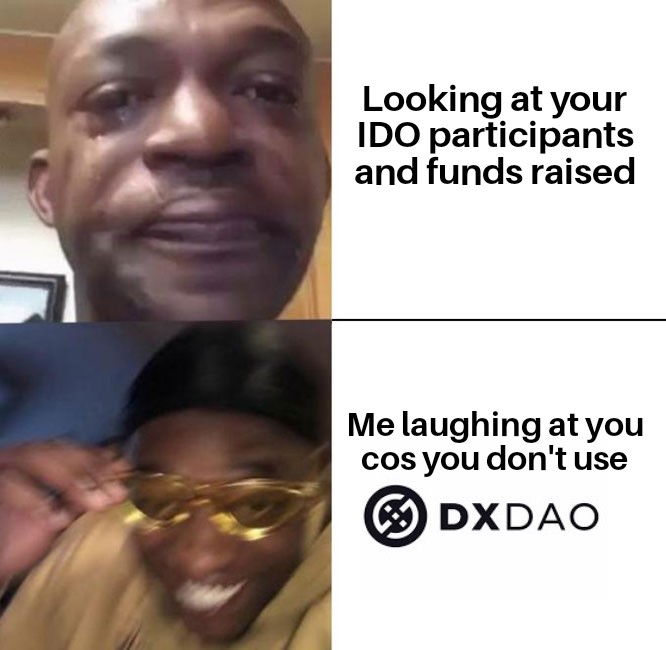 Looking at your
IDO participants
and funds raised
Me laughing at you
cos you don't use
DXDAO